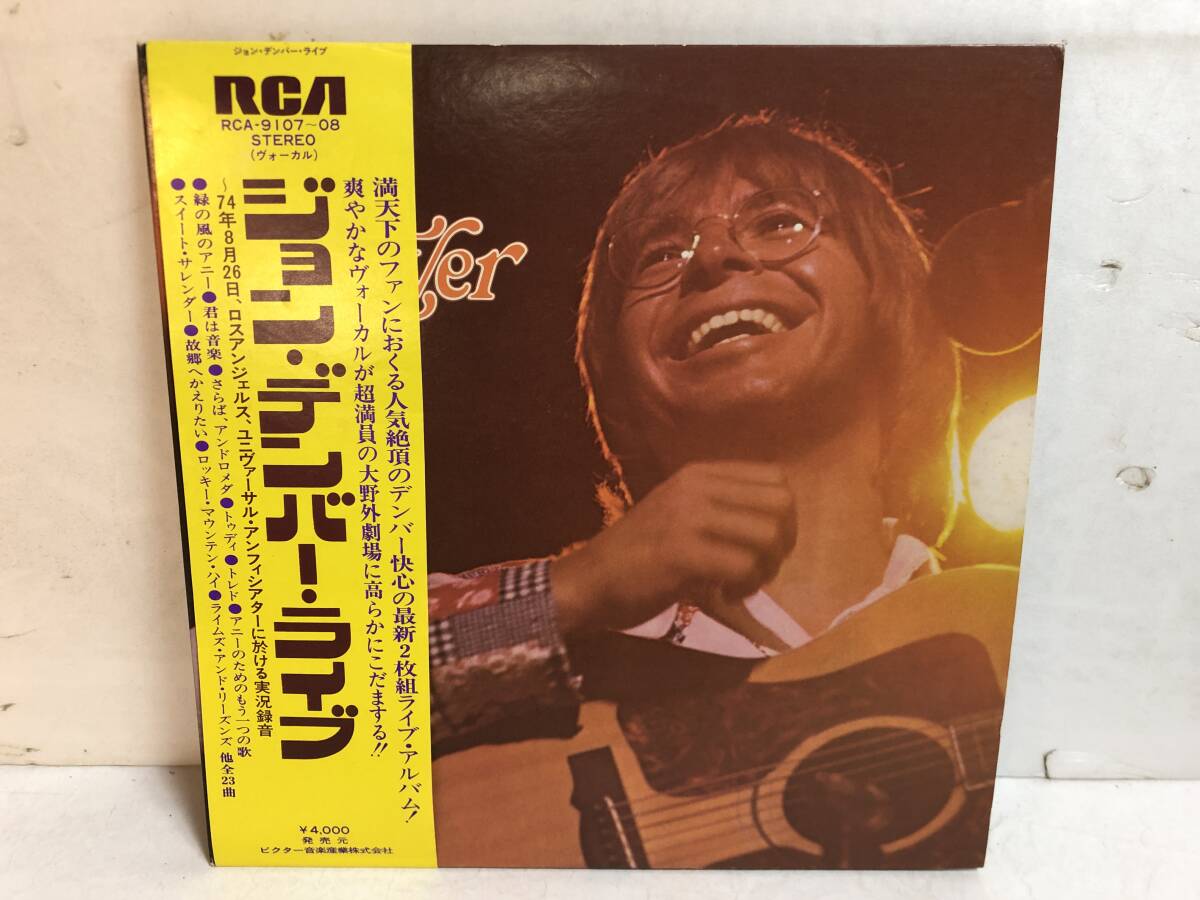 ジョン・デンバー・ライブ
RCA
RCA-9107~08
STEREO
(ヴォーカル)
満天下のファンにおくる人気絶頂のデンバー快心の最新2枚組ライブ・アルバム!
爽やかなヴォーカルが超満員の大野外劇場に高らかにこだまする!!
ジョン・デンバー・ライブ
~74年8月26日、ロスアンジェルス、ユニヴァーサル・アンフィシアターに於ける実況録音
●緑の風のアニー●君は音楽●さらば、アンドロメダ●トゥディ●トレド●アニーのためのもう一つの歌
●スイート・サレンダー●故郷へかえりたい●ロッキー・マウンテン・ハイ●ライムズ・アンド・リーズンズ 他全23曲
¥4,000
発売元
ビクター音楽産業株式会社
ver